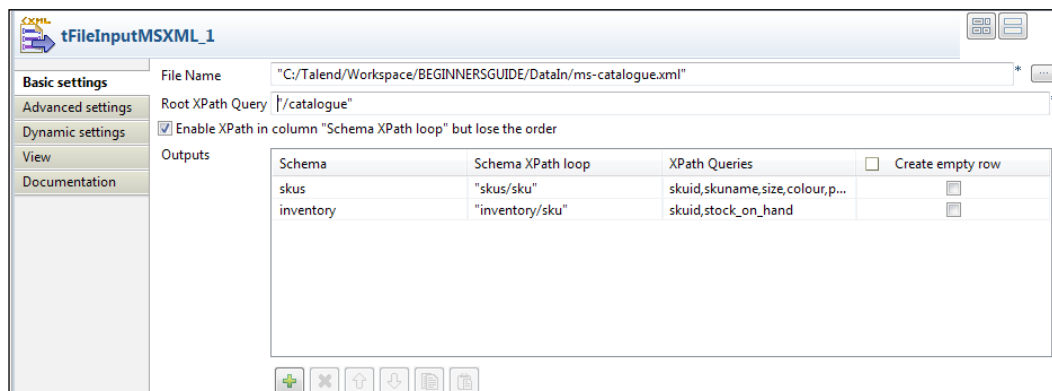 <XML
tFileInputMSXML_1
Basic settings
Advanced settings
Dynamic settings
View
Documentation
File Name "C:/Talend/Workspace/BEGINNERSGUIDE/DataIn/ms-catalogue.xml" * ...
Root XPath Query "/catalogue"
Enable XPath in column "Schema XPath loop" but lose the order
Outputs
Schema Schema XPath loop XPath Queries Create empty row
skus "skus/sku" skuid,skuname,size,colour,p...
inventory "inventory/sku" skuid,stock_on_hand